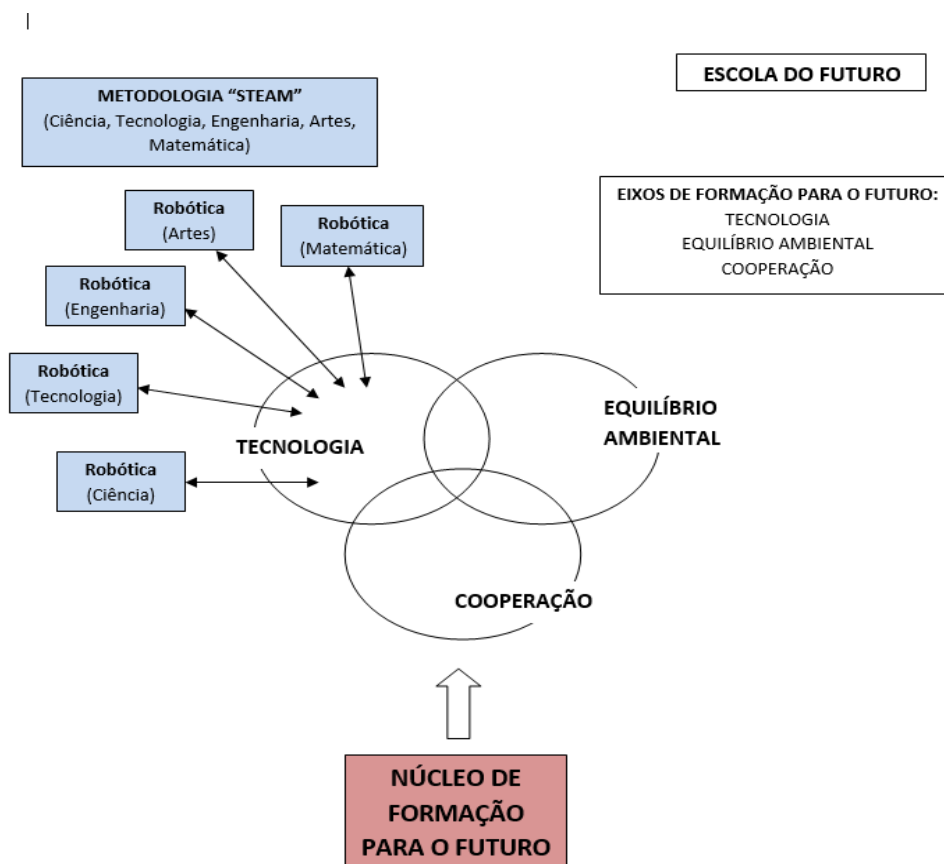 ESCOLA DO FUTURO
METODOLOGIA “STEAM”
(Ciência, Tecnologia, Engenharia, Artes,
Matemática)
EIXOS DE FORMAÇÃO PARA O FUTURO:
TECNOLOGIA
EQUILÍBRIO AMBIENTAL
COOPERAÇÃO
Robótica
(Artes)
Robótica
(Matemática)
Robótica
(Engenharia)
Robótica
(Tecnologia)
Robótica
(Ciência)
TECNOLOGIA
EQUILÍBRIO
AMBIENTAL
COOPERAÇÃO
NÚCLEO DE
FORMAÇÃO
PARA O FUTURO